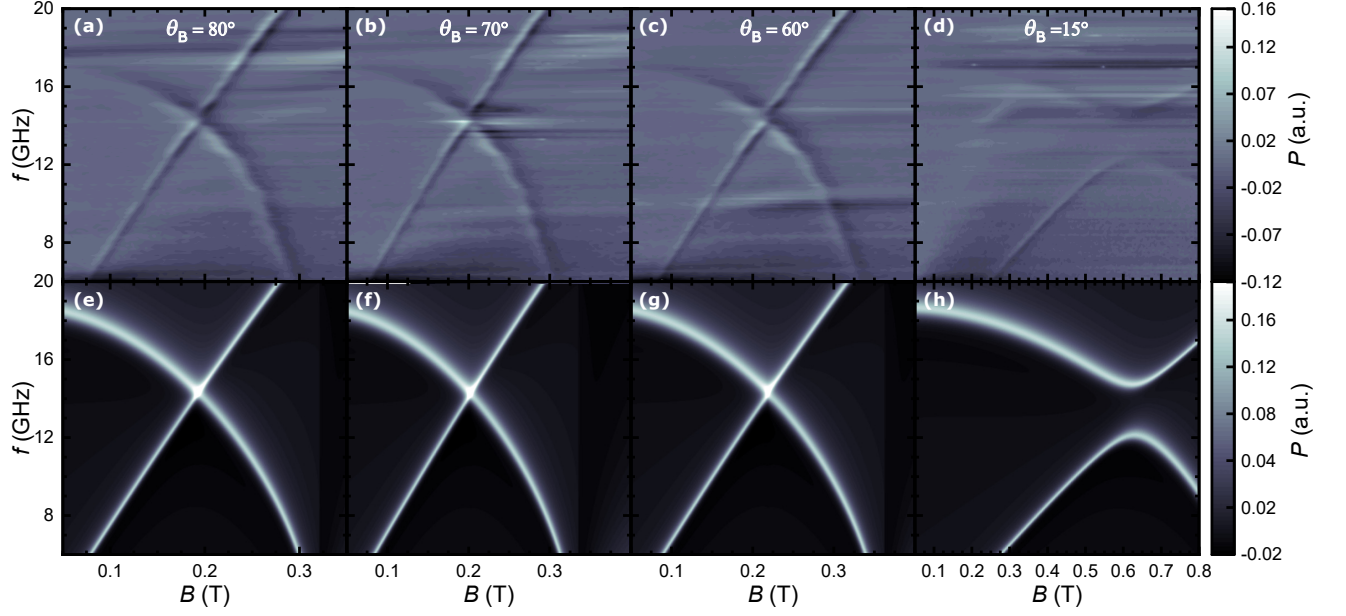 20 (a) θB = 80° (b) θB = 70° (c) θB = 60° (d) θB =15° 0.16
0.12
16 0.07
f (GHz) 12 0.02 P (a.u.)
-0.02
8 -0.07
20 -0.12
(e) (f) (g) (h) 0.16
16 0.12
f (GHz) 0.08 P (a.u.)
12 0.04
8 0.02
-0.02
0.1 0.2 0.3 0.1 0.2 0.3 0.1 0.2 0.3 0.1 0.2 0.3 0.4 0.5 0.6 0.7 0.8
B (T) B (T) B (T) B (T)